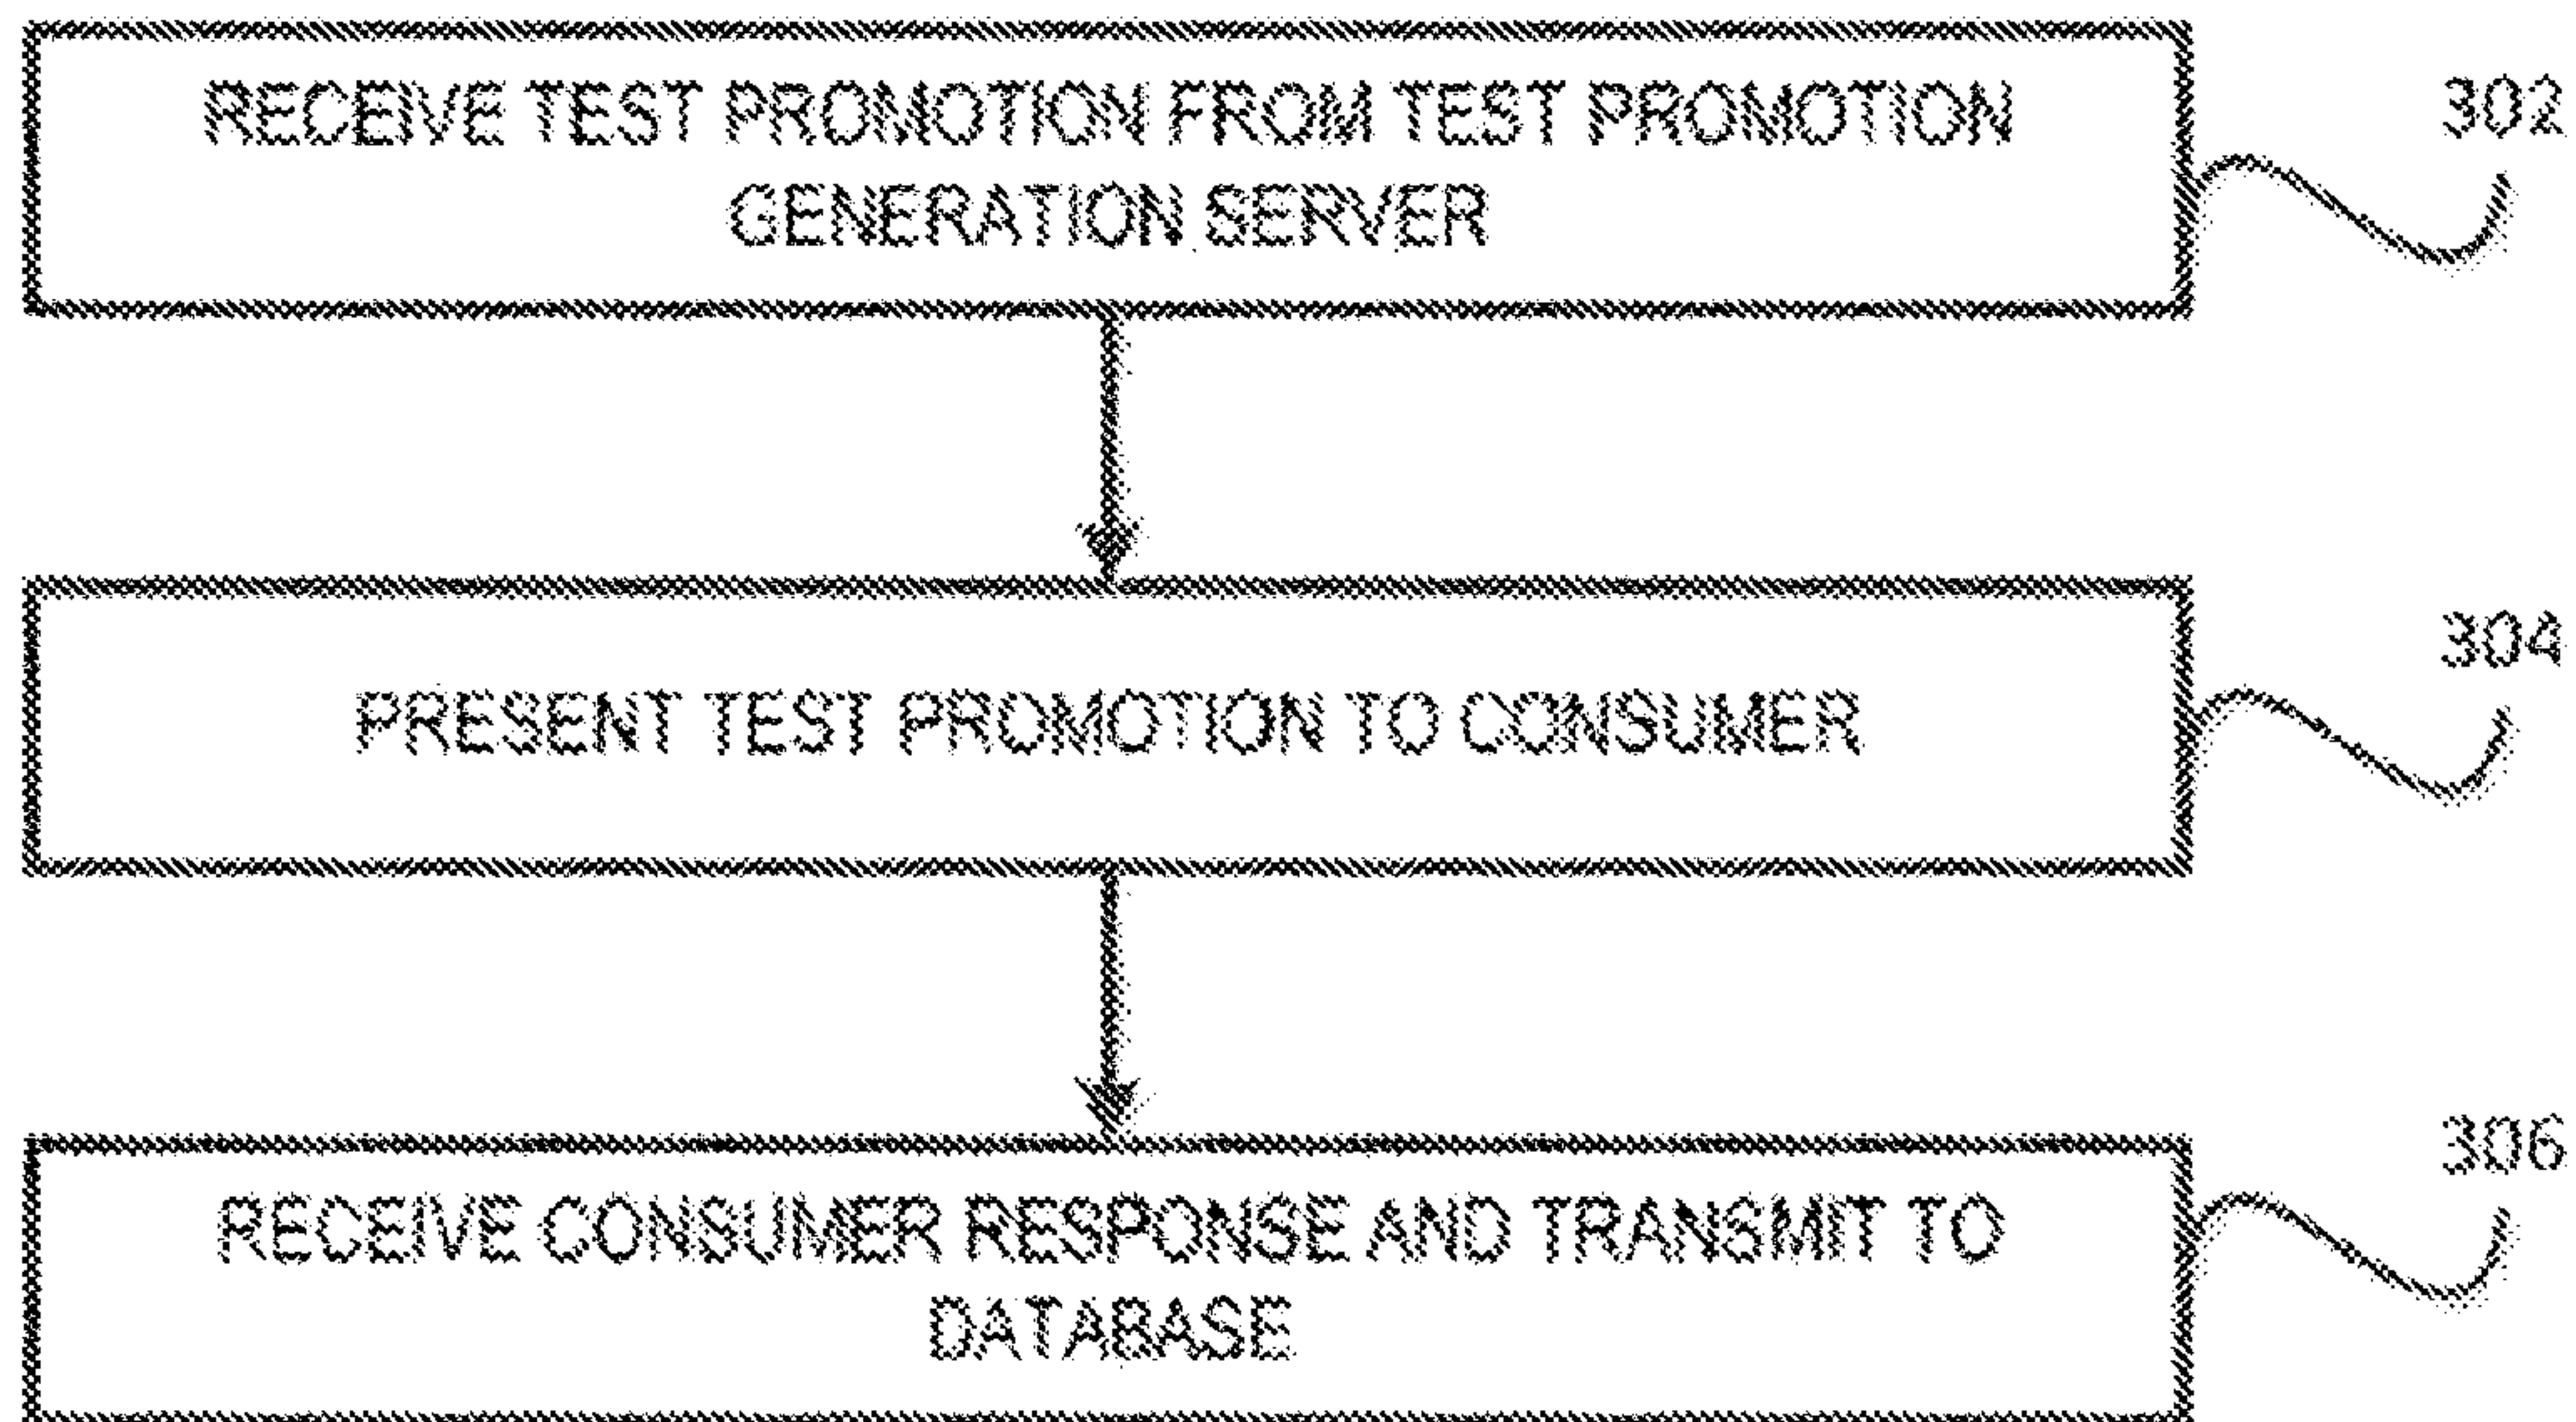 RECEIVE TEST PROMOTION FROM TEST PROMOTION
GENERATION SERVER
302
PRESENT TEST PROMOTION TO CONSUMER
304
RECEIVE CONSUMER RESPONSE AND TRANSMIT TO
DATABASE
306